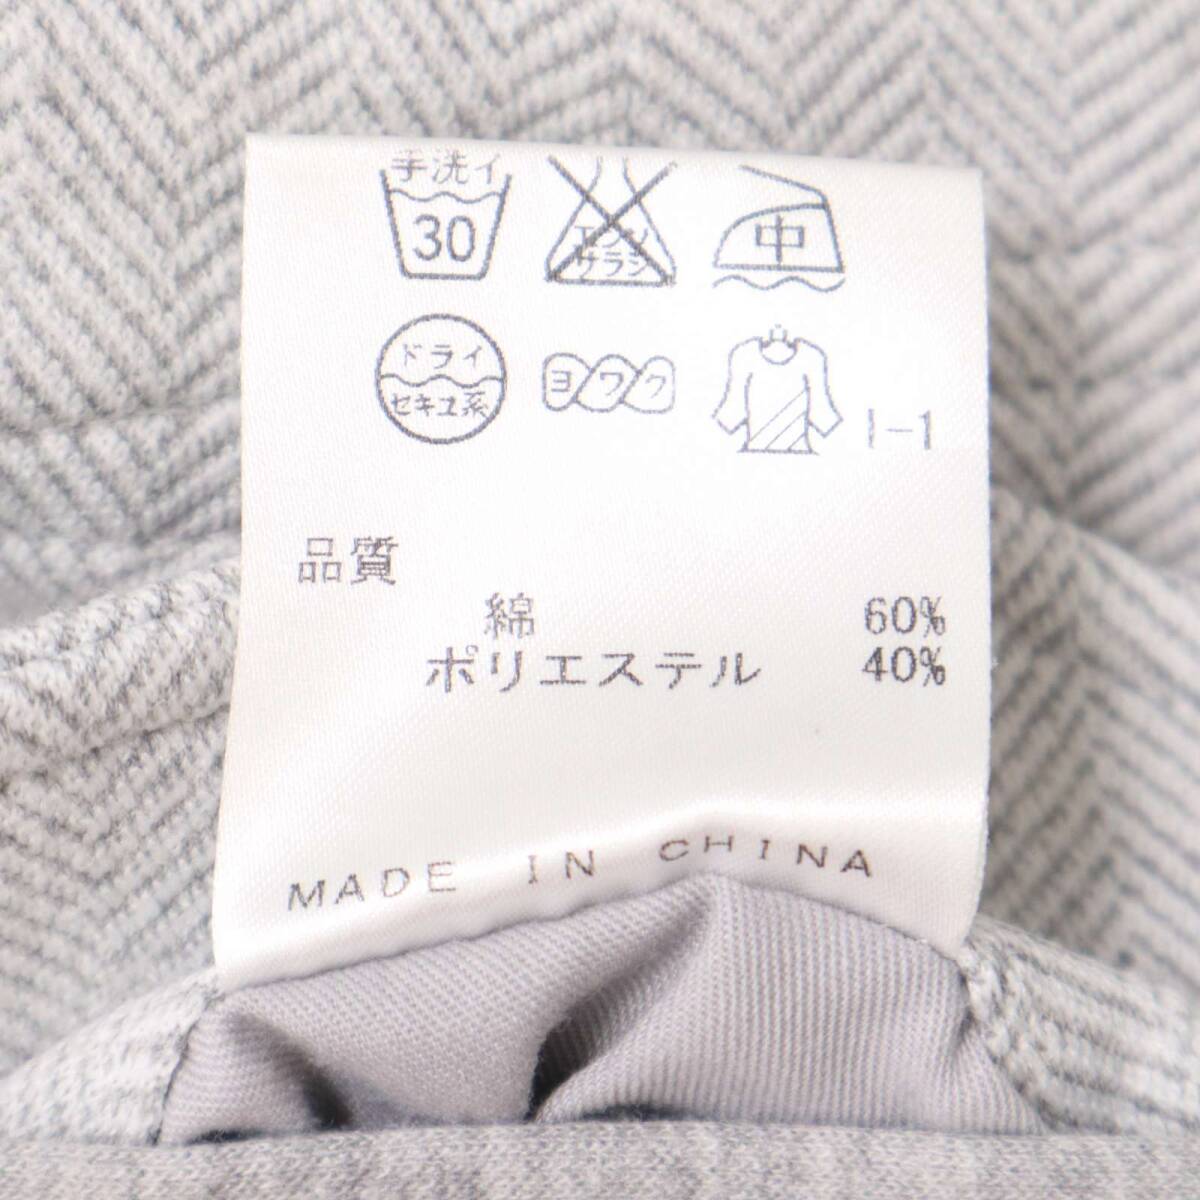 手洗イ
30
エンソ
サラシ
中
ドライ
セキユ系
ヨワク
I-1
品質
綿 60%
ポリエステル 40%
MADE IN CHINA